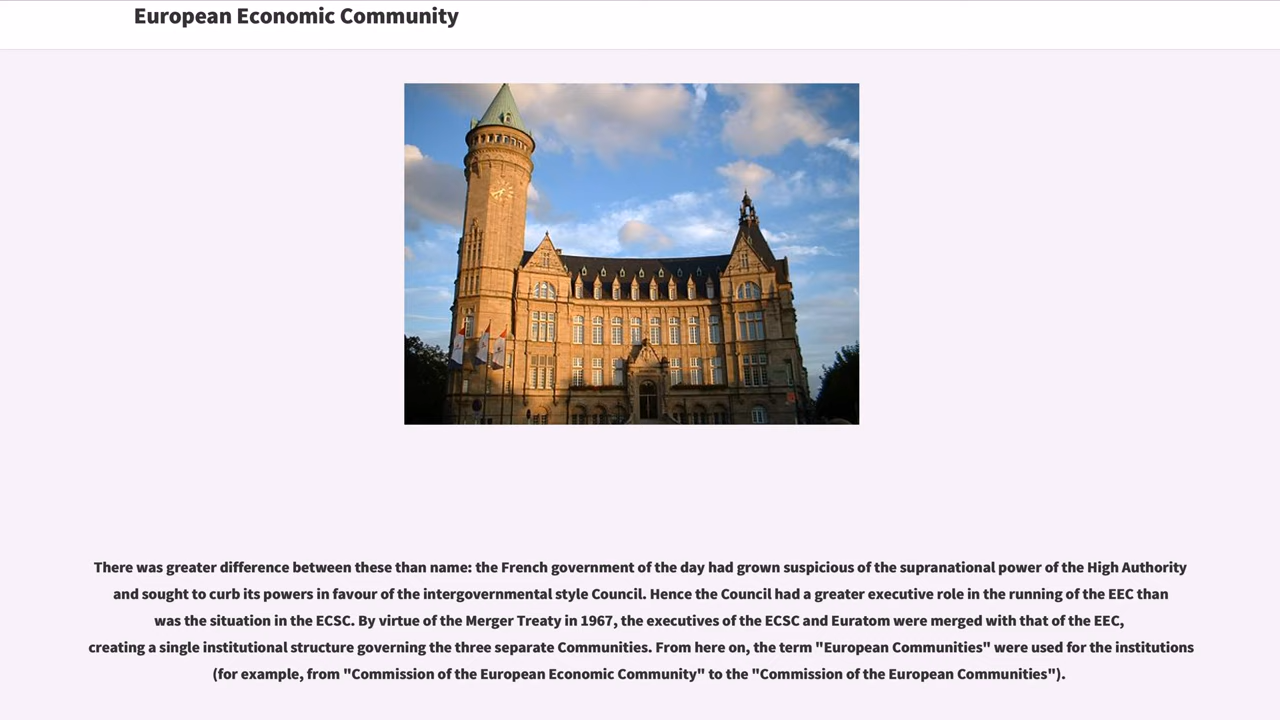 European Economic Community
There was greater difference between these than name: the French government of the day had grown suspicious of the supranational power of the High Authority
and sought to curb its powers in favour of the intergovernmental style Council. Hence the Council had a greater executive role in the running of the EEC than
was the situation in the ECSC. By virtue of the Merger Treaty in 1967, the executives of the ECSC and Euratom were merged with that of the EEC,
creating a single institutional structure governing the three separate Communities. From here on, the term "European Communities" were used for the institutions
(for example, from "Commission of the European Economic Community" to the "Commission of the European Communities").